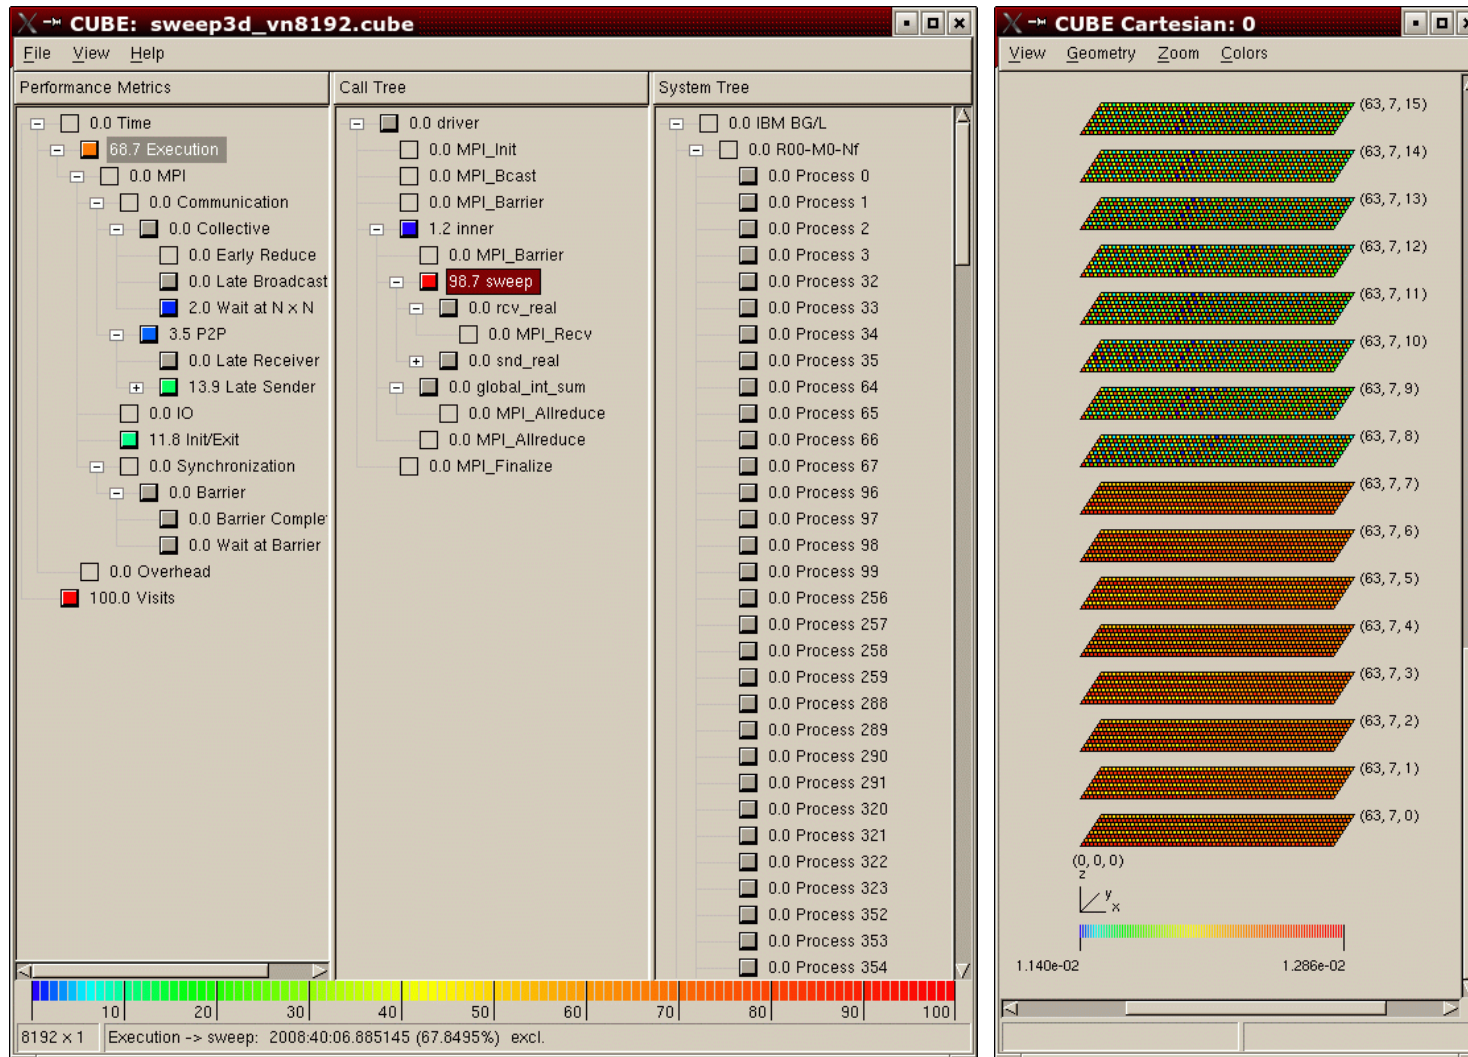 CUBE: sweep3d_vn8192.cube
File View Help
Performance Metrics
0.0 Time
68.7 Execution
0.0 MPI
0.0 Communication
0.0 Collective
0.0 Early Reduce
0.0 Late Broadcast
2.0 Wait at N x N
3.5 P2P
0.0 Late Receiver
13.9 Late Sender
0.0 IO
11.8 Init/Exit
0.0 Synchronization
0.0 Barrier
0.0 Barrier Comple
0.0 Wait at Barrier
0.0 Overhead
100.0 Visits
Call Tree
0.0 driver
0.0 MPI_Init
0.0 MPI_Bcast
0.0 MPI_Barrier
1.2 inner
0.0 MPI_Barrier
98.7 sweep
0.0 rcv_real
0.0 MPI_Recv
0.0 snd_real
0.0 global_int_sum
0.0 MPI_Allreduce
0.0 MPI_Allreduce
0.0 MPI_Finalize
System Tree
0.0 IBM BG/L
0.0 R00-M0-Nf
0.0 Process 0
0.0 Process 1
0.0 Process 2
0.0 Process 3
0.0 Process 32
0.0 Process 33
0.0 Process 34
0.0 Process 35
0.0 Process 64
0.0 Process 65
0.0 Process 66
0.0 Process 67
0.0 Process 96
0.0 Process 97
0.0 Process 98
0.0 Process 99
0.0 Process 256
0.0 Process 257
0.0 Process 258
0.0 Process 259
0.0 Process 288
0.0 Process 289
0.0 Process 290
0.0 Process 291
0.0 Process 320
0.0 Process 321
0.0 Process 322
0.0 Process 323
0.0 Process 352
0.0 Process 353
0.0 Process 354
10 20 30 40 50 60 70 80 90 100
8192 x 1 Execution -> sweep: 2008:40:06.885145 (67.8495%) excl.
CUBE Cartesian: 0
View Geometry Zoom Colors
(63, 7, 15)
(63, 7, 14)
(63, 7, 13)
(63, 7, 12)
(63, 7, 11)
(63, 7, 10)
(63, 7, 9)
(63, 7, 8)
(63, 7, 7)
(63, 7, 6)
(63, 7, 5)
(63, 7, 4)
(63, 7, 3)
(63, 7, 2)
(63, 7, 1)
(63, 7, 0)
(0, 0, 0)
z
y
x
1.140e-02 1.286e-02